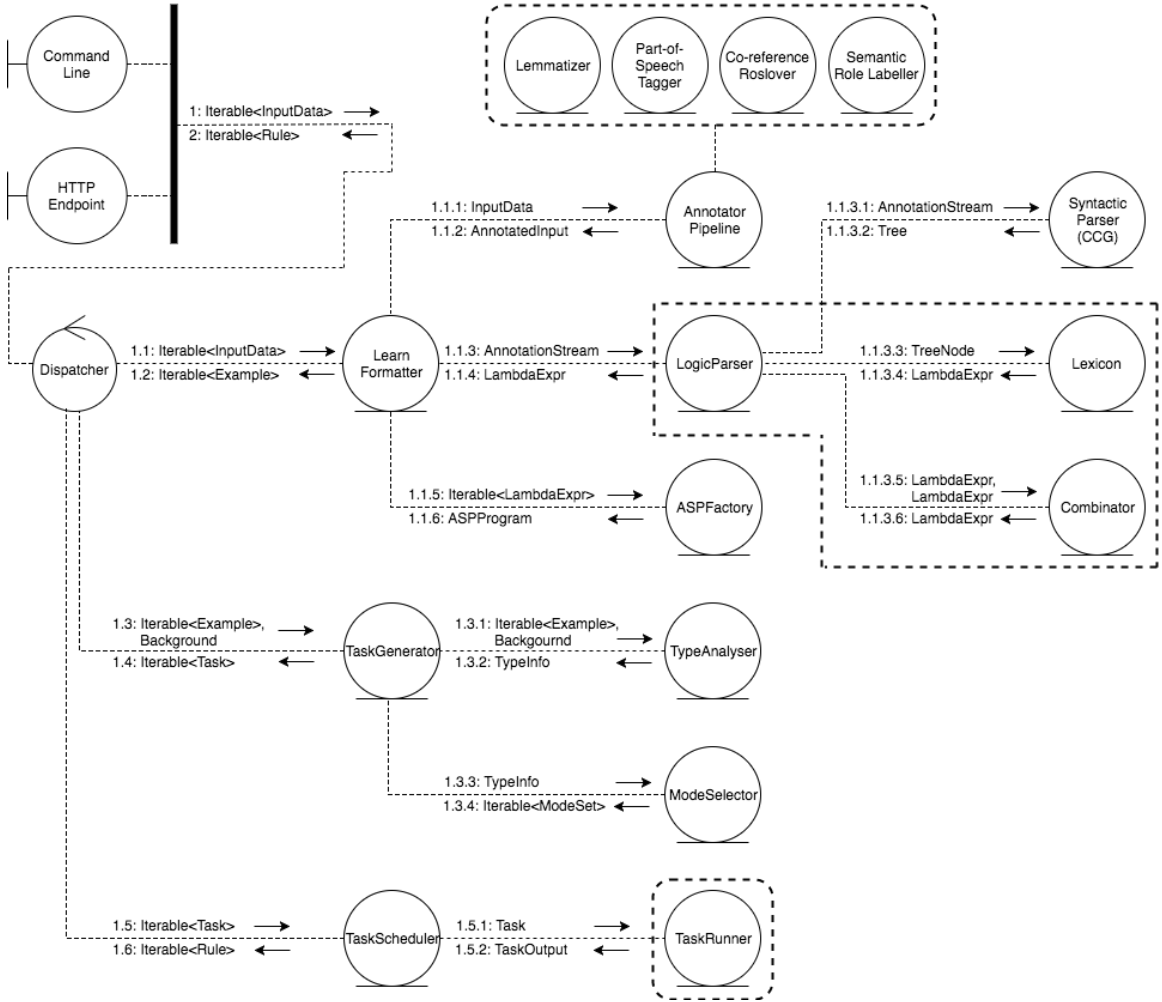 Command
Line
HTTP
Endpoint
1: Iterable<InputData>
2: Iterable<Rule>
Lemmatizer
Part-of-
Speech
Tagger
Co-reference
Roslover
Semantic
Role Labeller
1.1.1: InputData
1.1.2: AnnotatedInput
Annotator
Pipeline
1.1.3.1: AnnotationStream
1.1.3.2: Tree
Syntactic
Parser
(CCG)
Dispatcher
1.1: Iterable<InputData>
1.2: Iterable<Example>
Learn
Formatter
1.1.3: AnnotationStream
1.1.4: LambdaExpr
LogicParser
1.1.3.3: TreeNode
1.1.3.4: LambdaExpr
Lexicon
1.1.5: Iterable<LambdaExpr>
1.1.6: ASPProgram
ASPFactory
1.1.3.5: LambdaExpr,
LambdaExpr
1.1.3.6: LambdaExpr
Combinator
1.3: Iterable<Example>,
Background
1.4: Iterable<Task>
TaskGenerator
1.3.1: Iterable<Example>,
Backgournd
1.3.2: TypeInfo
TypeAnalyser
1.3.3: TypeInfo
1.3.4: Iterable<ModeSet>
ModeSelector
1.5: Iterable<Task>
1.6: Iterable<Rule>
TaskScheduler
1.5.1: Task
1.5.2: TaskOutput
TaskRunner